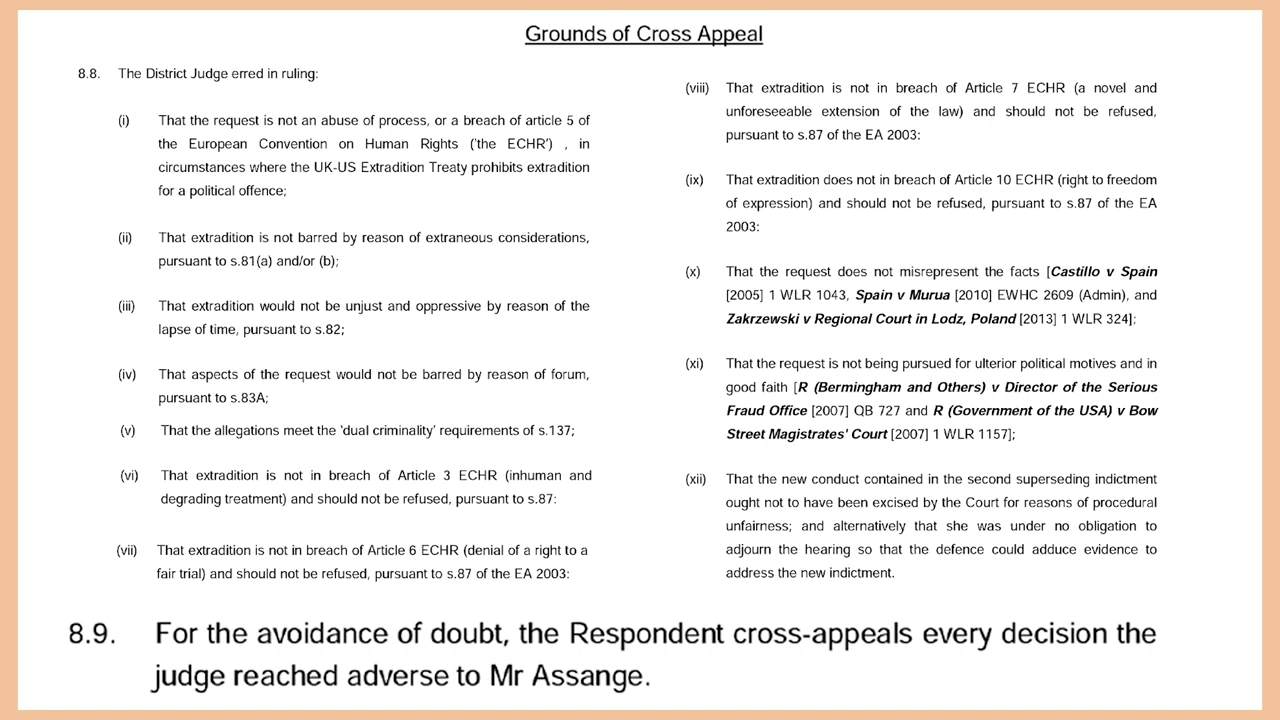 Grounds of Cross Appeal
8.8. The District Judge erred in ruling:
(i) That the request is not an abuse of process, or a breach of article 5 of
the European Convention on Human Rights ('the ECHR') , in
circumstances where the UK-US Extradition Treaty prohibits extradition
for a political offence;
(ii) That extradition is not barred by reason of extraneous considerations,
pursuant to s.81(a) and/or (b);
(iii) That extradition would not be unjust and oppressive by reason of the
lapse of time, pursuant to s.82;
(iv) That aspects of the request would not be barred by reason of forum,
pursuant to s.83A;
(v) That the allegations meet the 'dual criminality' requirements of s.137;
(vi) That extradition is not in breach of Article 3 ECHR (inhuman and
degrading treatment) and should not be refused, pursuant to s.87:
(vii) That extradition is not in breach of Article 6 ECHR (denial of a right to a
fair trial) and should not be refused, pursuant to s.87 of the EA 2003:
(viii) That extradition is not in breach of Article 7 ECHR (a novel and
unforeseeable extension of the law) and should not be refused,
pursuant to s.87 of the EA 2003:
(ix) That extradition does not in breach of Article 10 ECHR (right to freedom
of expression) and should not be refused, pursuant to s.87 of the EA
2003:
(x) That the request does not misrepresent the facts [Castillo v Spain
[2005] 1 WLR 1043, Spain v Murua [2010] EWHC 2609 (Admin), and
Zakrzewski v Regional Court in Lodz, Poland [2013] 1 WLR 324];
(xi) That the request is not being pursued for ulterior political motives and in
good faith [R (Bermingham and Others) v Director of the Serious
Fraud Office [2007] QB 727 and R (Government of the USA) v Bow
Street Magistrates' Court [2007] 1 WLR 1157];
(xii) That the new conduct contained in the second superseding indictment
ought not to have been excised by the Court for reasons of procedural
unfairness; and alternatively that she was under no obligation to
adjourn the hearing so that the defence could adduce evidence to
address the new indictment.
8.9. For the avoidance of doubt, the Respondent cross-appeals every decision the
judge reached adverse to Mr Assange.